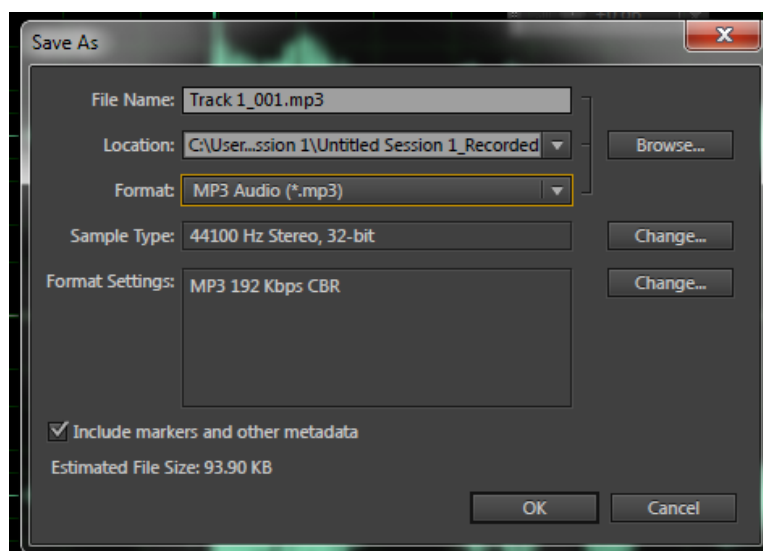 Save As
File Name: Track 1_001.mp3
Location: C:\User...ssion 1\Untitled Session 1_Recorded Browse...
Format: MP3 Audio (*.mp3)
Sample Type: 44100 Hz Stereo, 32-bit Change...
Format Settings: MP3 192 Kbps CBR Change...
Include markers and other metadata
Estimated File Size: 93.90 KB
OK Cancel